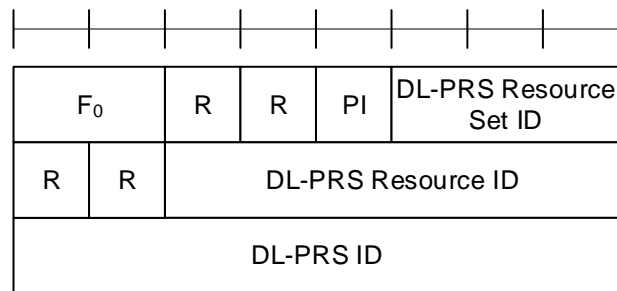 F₀ R R PI DL-PRS Resource
Set ID
R R DL-PRS Resource ID
DL-PRS ID